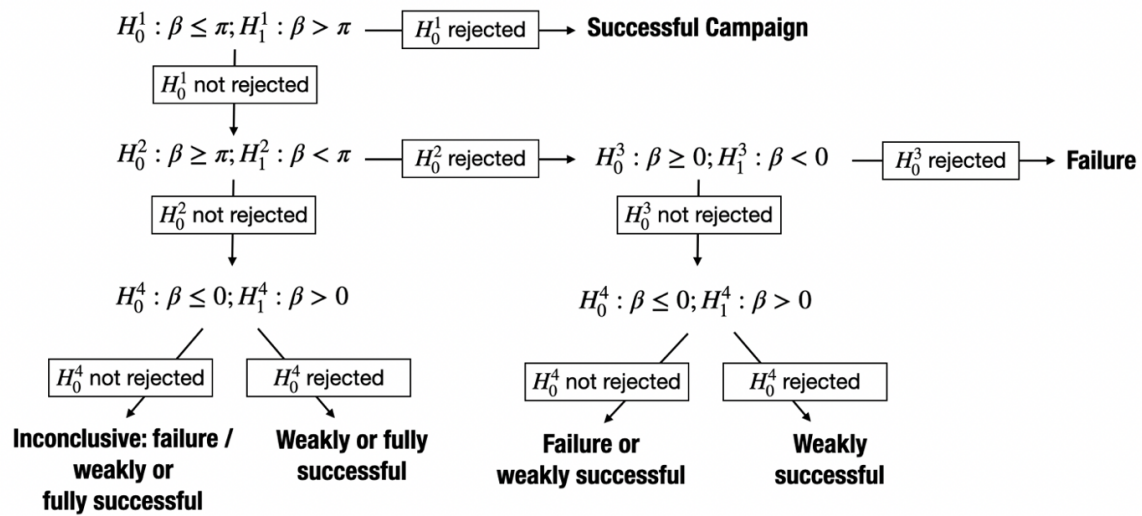 H₀¹ : β ≤ π; H₁¹ : β > π
H₀¹ rejected
Successful Campaign
H₀¹ not rejected
H₀² : β ≥ π; H₁² : β < π
H₀² rejected
H₀³ : β ≥ 0; H₁³ : β < 0
H₀³ rejected
Failure
H₀² not rejected
H₀³ not rejected
H₀⁴ : β ≤ 0; H₁⁴ : β > 0
H₀⁴ : β ≤ 0; H₁⁴ : β > 0
H₀⁴ not rejected
H₀⁴ rejected
H₀⁴ not rejected
H₀⁴ rejected
Inconclusive: failure /
weakly or
fully successful
Weakly or fully
successful
Failure or
weakly successful
Weakly
successful